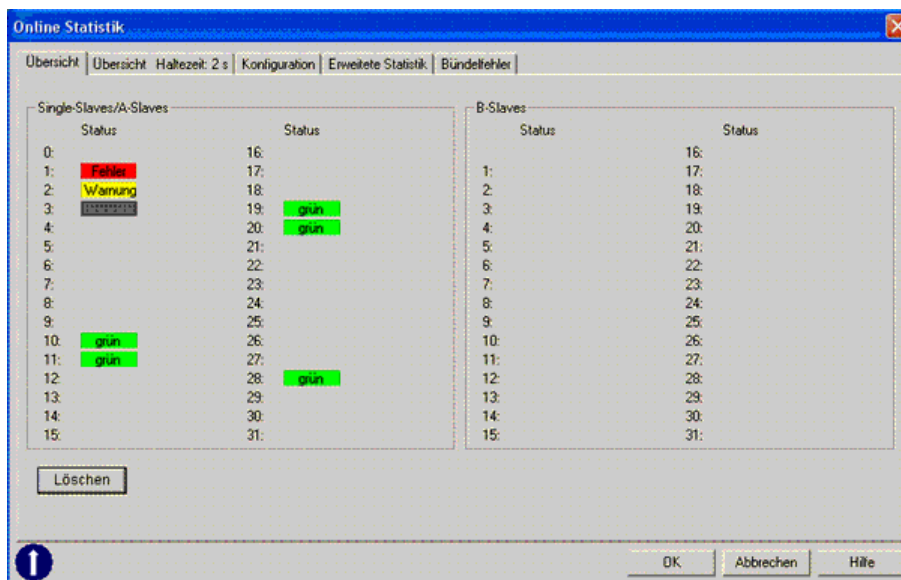 Online Statistik
Übersicht Übersicht Haltezeit: 2 s Konfiguration Erweitete Statistik Bündelfehler
Single-Slaves/A-Slaves B-Slaves
Status Status Status Status
0: 16: 16:
1: Fehler 17: 1: 17:
2: Warnung 18: 2: 18:
3: 19: grün 3: 19:
4: 20: grün 4: 20:
5: 21: 5: 21:
6: 22: 6: 22:
7: 23: 7: 23:
8: 24: 8: 24:
9: 25: 9: 25:
10: grün 26: 10: 26:
11: grün 27: 11: 27:
12: 28: grün 12: 28:
13: 29: 13: 29:
14: 30: 14: 30:
15: 31: 15: 31:
Löschen
OK Abbrechen Hilfe